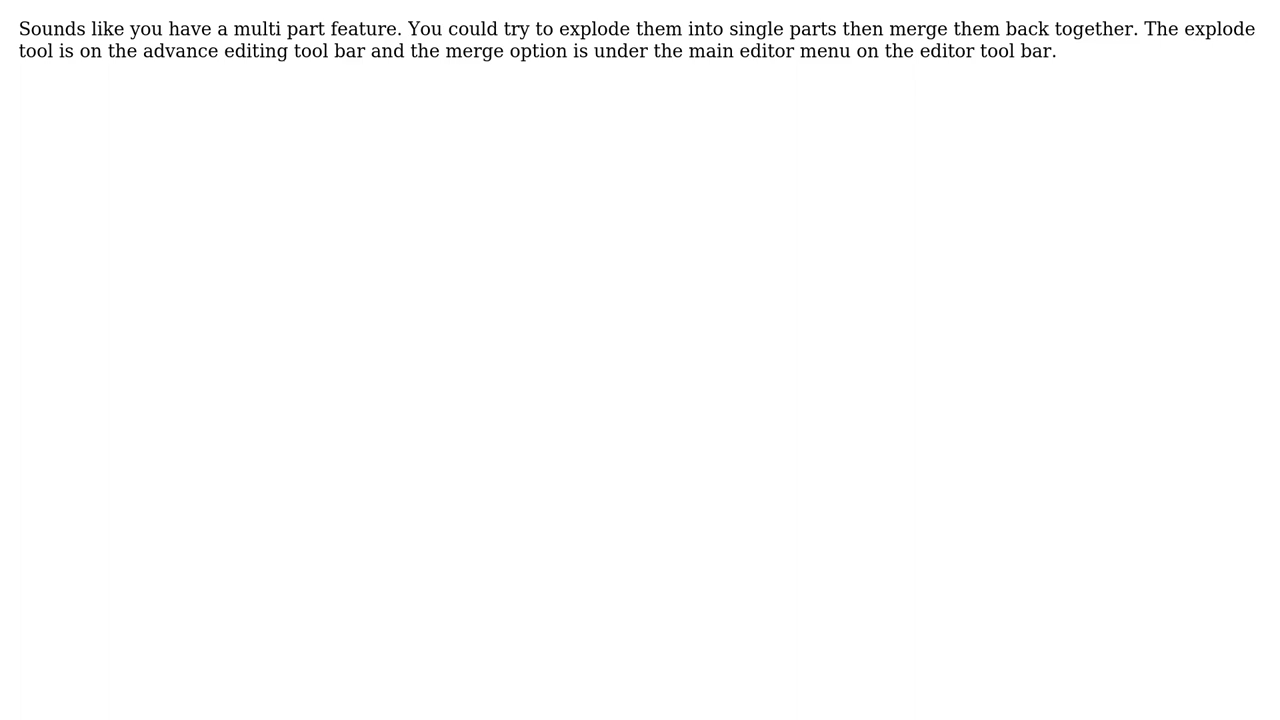 Sounds like you have a multi part feature. You could try to explode them into single parts then merge them back together. The explode
tool is on the advance editing tool bar and the merge option is under the main editor menu on the editor tool bar.